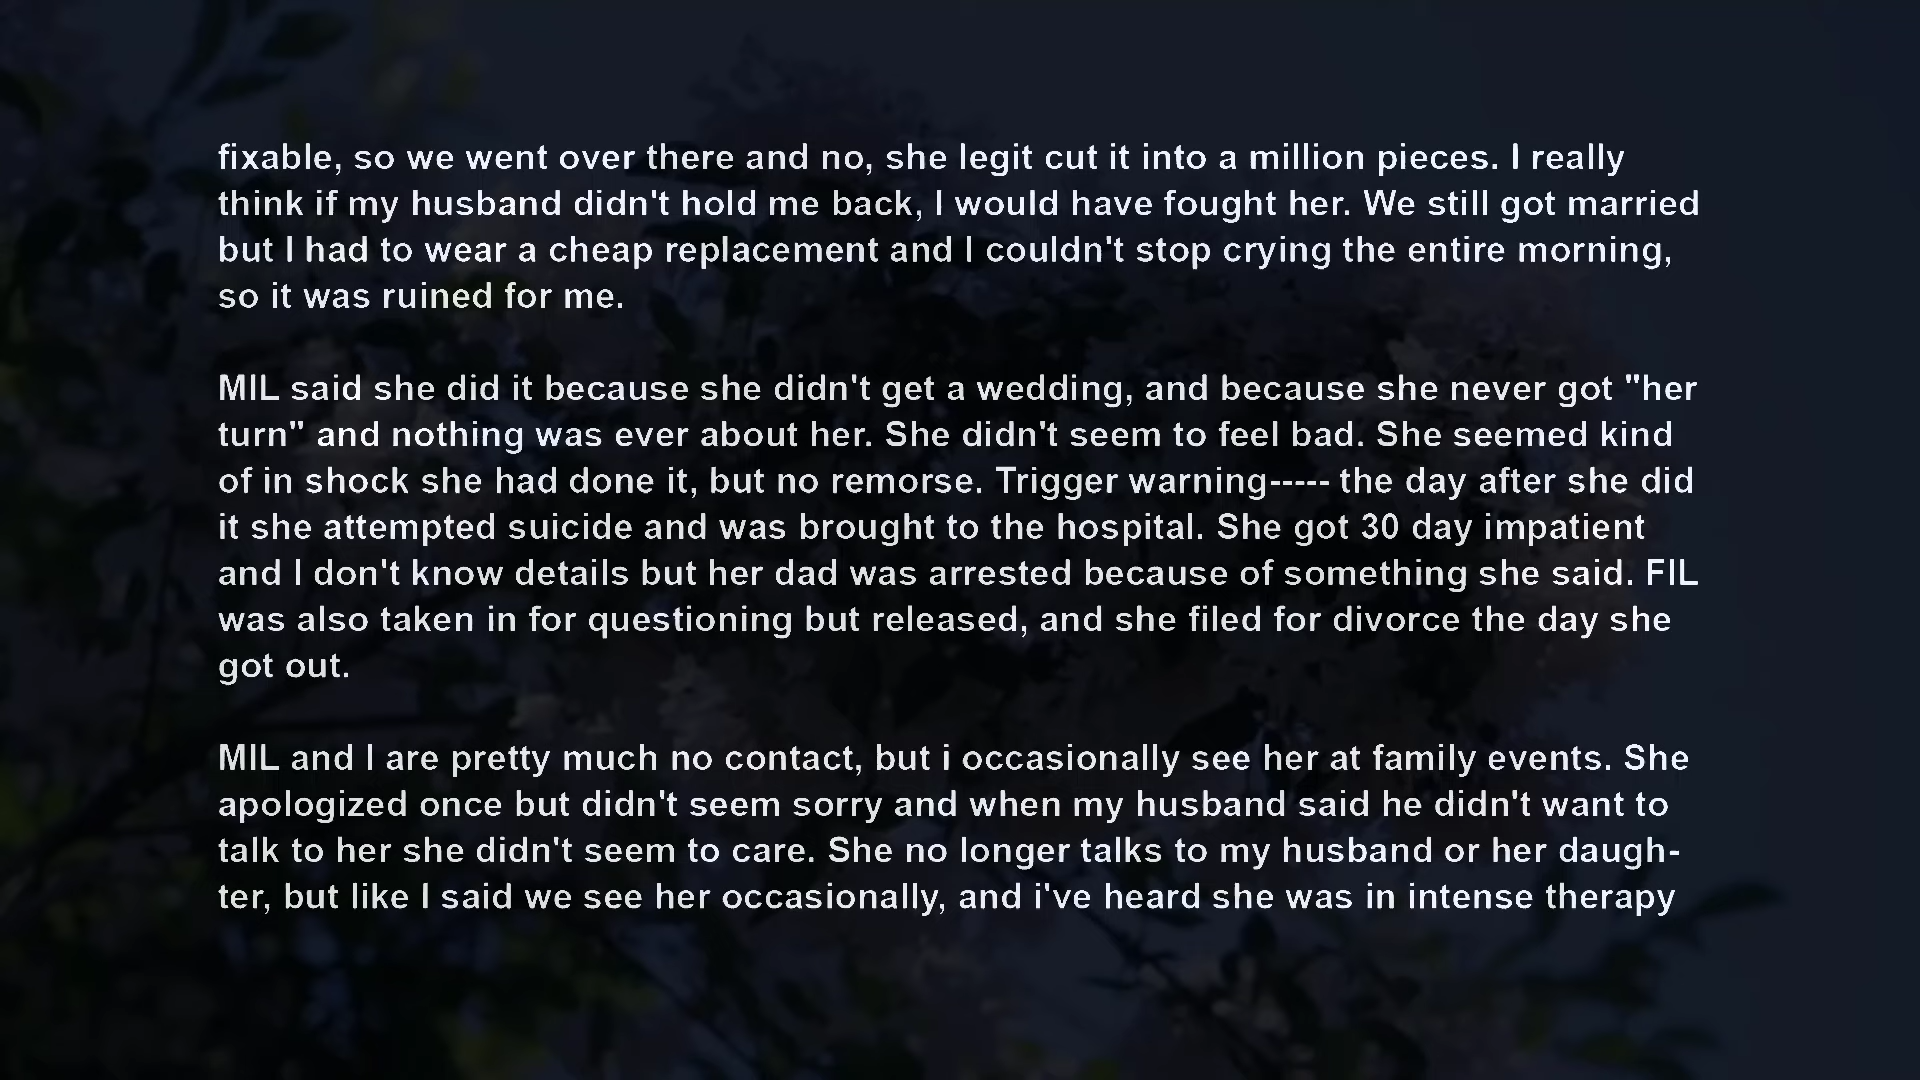 fixable, so we went over there and no, she legit cut it into a million pieces. I really
think if my husband didn't hold me back, I would have fought her. We still got married
but I had to wear a cheap replacement and I couldn't stop crying the entire morning,
so it was ruined for me.
MIL said she did it because she didn't get a wedding, and because she never got "her
turn" and nothing was ever about her. She didn't seem to feel bad. She seemed kind
of in shock she had done it, but no remorse. Trigger warning----- the day after she did
it she attempted suicide and was brought to the hospital. She got 30 day impatient
and I don't know details but her dad was arrested because of something she said. FIL
was also taken in for questioning but released, and she filed for divorce the day she
got out.
MIL and I are pretty much no contact, but i occasionally see her at family events. She
apologized once but didn't seem sorry and when my husband said he didn't want to
talk to her she didn't seem to care. She no longer talks to my husband or her daugh-
ter, but like I said we see her occasionally, and i've heard she was in intense therapy